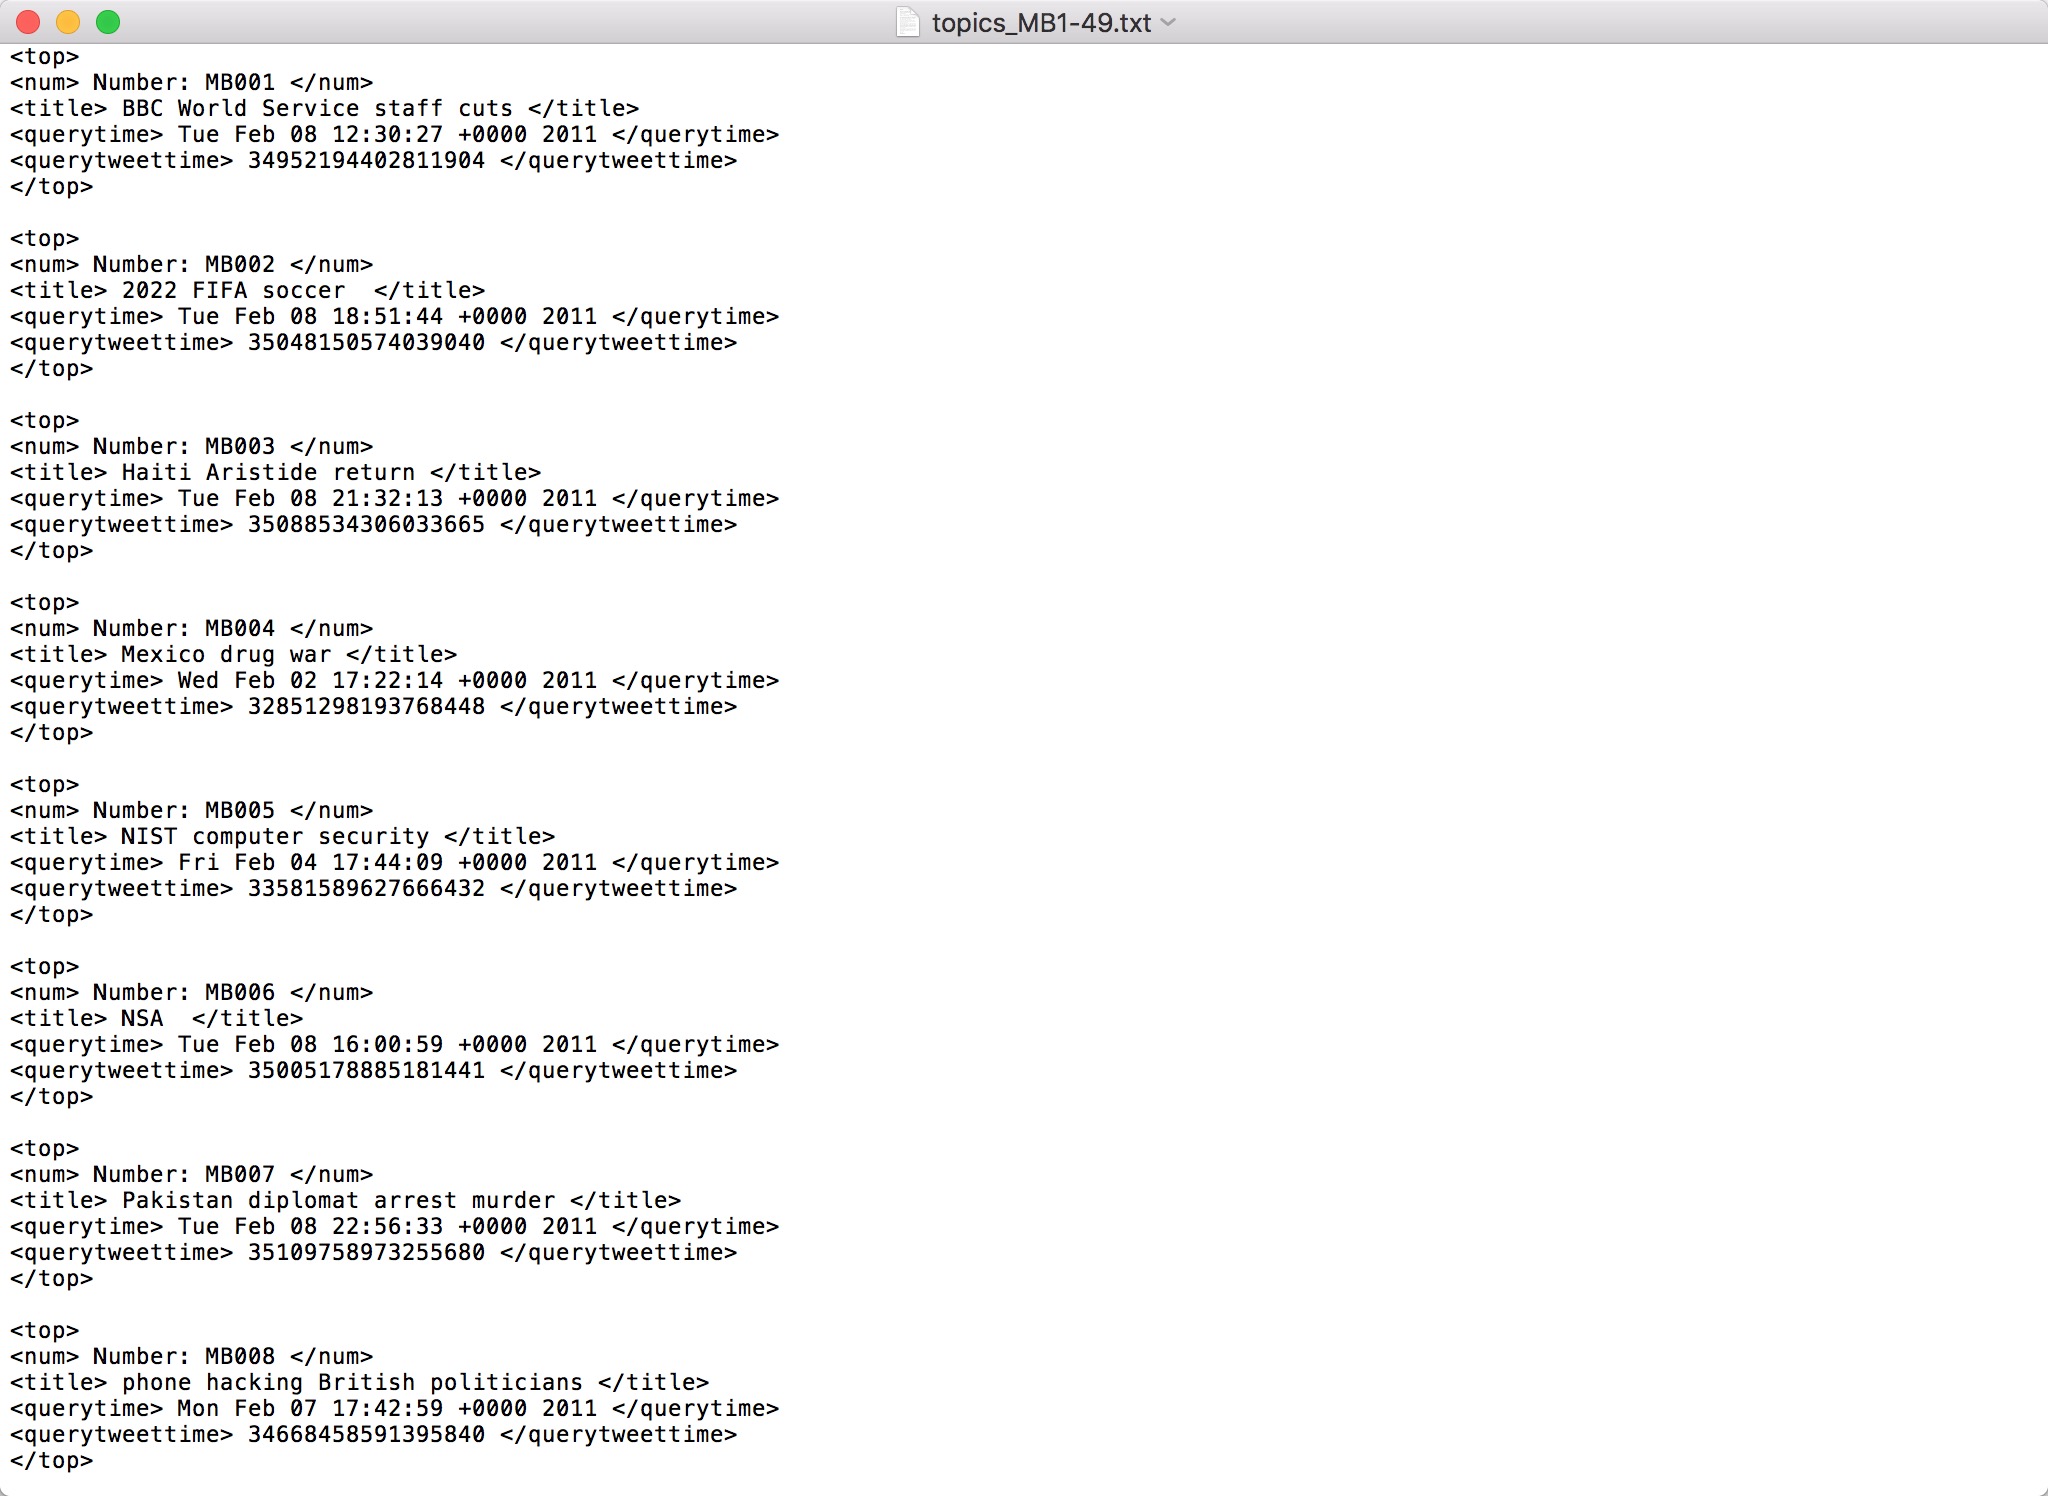 topics_MB1-49.txt
<top>
<num> Number: MB001 </num>
<title> BBC World Service staff cuts </title>
<querytime> Tue Feb 08 12:30:27 +0000 2011 </querytime>
<querytweettime> 34952194402811904 </querytweettime>
</top>

<top>
<num> Number: MB002 </num>
<title> 2022 FIFA soccer  </title>
<querytime> Tue Feb 08 18:51:44 +0000 2011 </querytime>
<querytweettime> 35048150574039040 </querytweettime>
</top>

<top>
<num> Number: MB003 </num>
<title> Haiti Aristide return </title>
<querytime> Tue Feb 08 21:32:13 +0000 2011 </querytime>
<querytweettime> 35088534306033665 </querytweettime>
</top>

<top>
<num> Number: MB004 </num>
<title> Mexico drug war </title>
<querytime> Wed Feb 02 17:22:14 +0000 2011 </querytime>
<querytweettime> 32851298193768448 </querytweettime>
</top>

<top>
<num> Number: MB005 </num>
<title> NIST computer security </title>
<querytime> Fri Feb 04 17:44:09 +0000 2011 </querytime>
<querytweettime> 33581589627666432 </querytweettime>
</top>

<top>
<num> Number: MB006 </num>
<title> NSA  </title>
<querytime> Tue Feb 08 16:00:59 +0000 2011 </querytime>
<querytweettime> 35005178885181441 </querytweettime>
</top>

<top>
<num> Number: MB007 </num>
<title> Pakistan diplomat arrest murder </title>
<querytime> Tue Feb 08 22:56:33 +0000 2011 </querytime>
<querytweettime> 35109758973255680 </querytweettime>
</top>

<top>
<num> Number: MB008 </num>
<title> phone hacking British politicians </title>
<querytime> Mon Feb 07 17:42:59 +0000 2011 </querytime>
<querytweettime> 34668458591395840 </querytweettime>
</top>